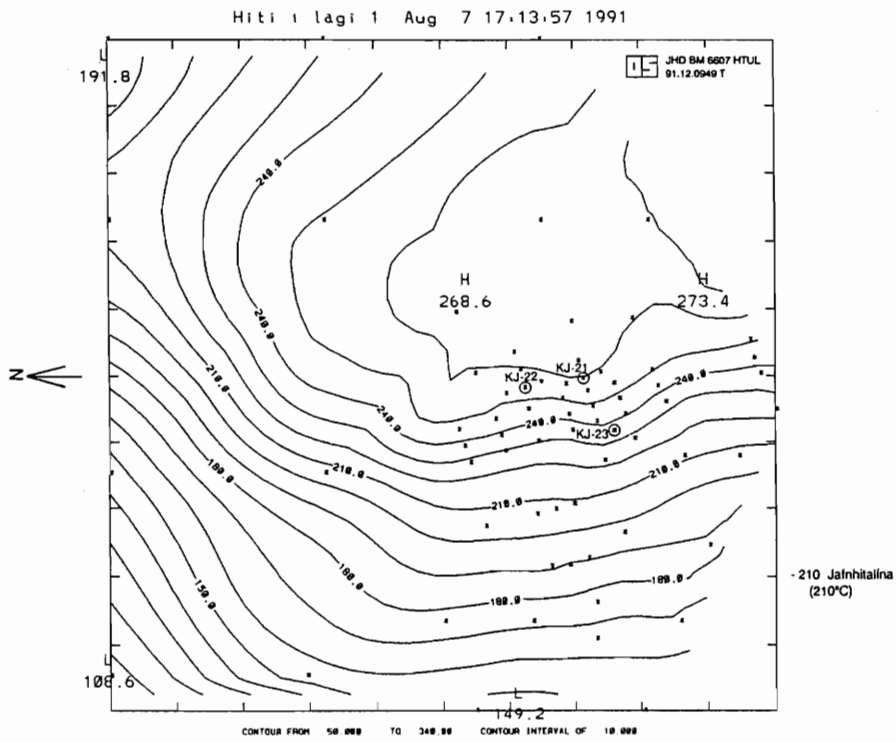 Hiti i lagi 1 Aug 7 17:13:57 1991
JHD BM 6607 HTUL
91.12.0949 T
L
191.8
240.0
H
268.6
H
273.4
N
240.0
210.0
KJ-21
KJ-22
240.0
240.0
240.0
KJ-23
210.0
180.0
210.0
210.0
180.0
180.0
180.0
150.0
-210 Jafnhitalína
(210°C)
L
108.6
L
149.2
CONTOUR FROM 50.000 TO 340.00 CONTOUR INTERVAL OF 10.000